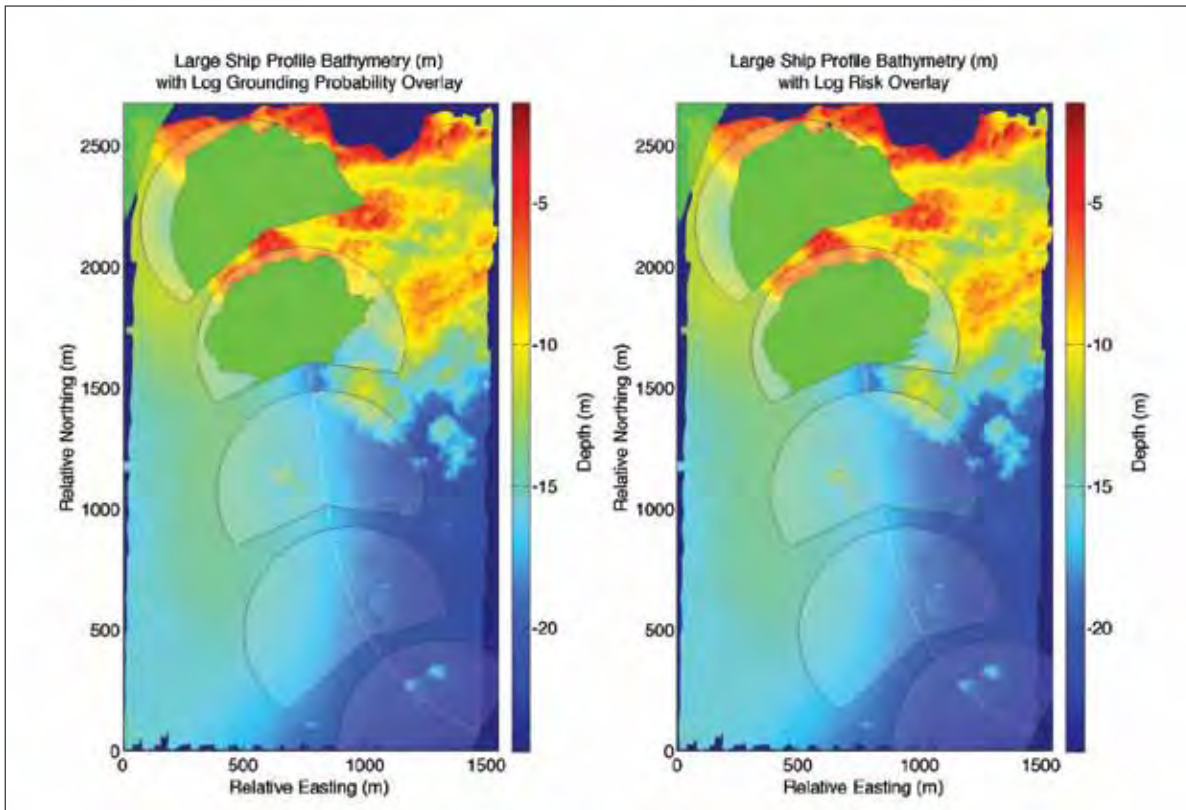 Large Ship Profile Bathymetry (m)
with Log Grounding Probability Overlay
2500
2000
1500
1000
500
0
Relative Northing (m)
0 500 1000 1500
Relative Easting (m)
-5
-10
-15
-20
Depth (m)
Large Ship Profile Bathymetry (m)
with Log Risk Overlay
2500
2000
1500
1000
500
0
Relative Northing (m)
0 500 1000 1500
Relative Easting (m)
-5
-10
-15
-20
Depth (m)